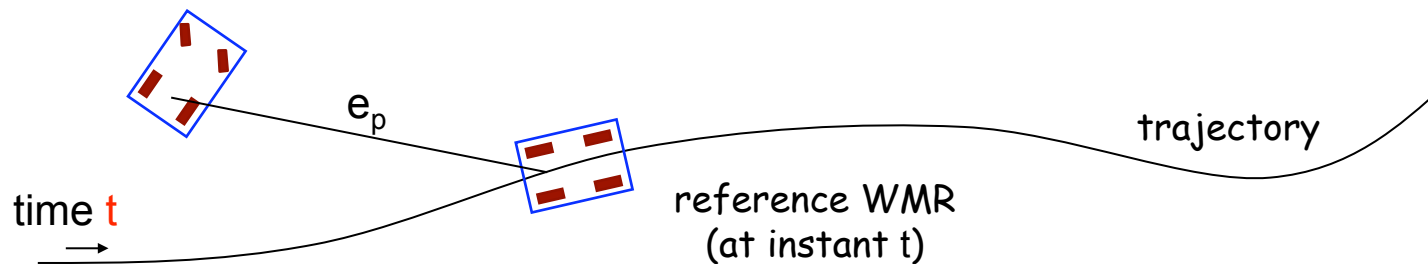 e_p
trajectory
time t
reference WMR
(at instant t)